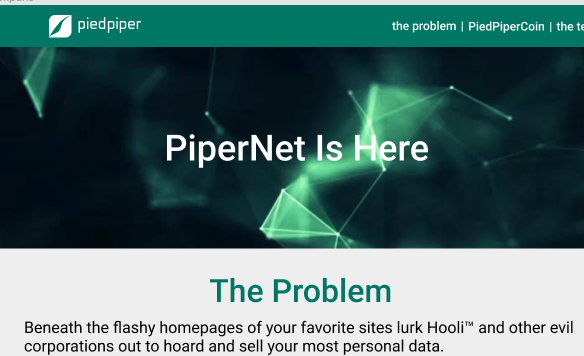 piedpiper
the problem | PiedPiperCoin | the te
PiperNet Is Here
The Problem
Beneath the flashy homepages of your favorite sites lurk Hooli™ and other evil
corporations out to hoard and sell your most personal data.